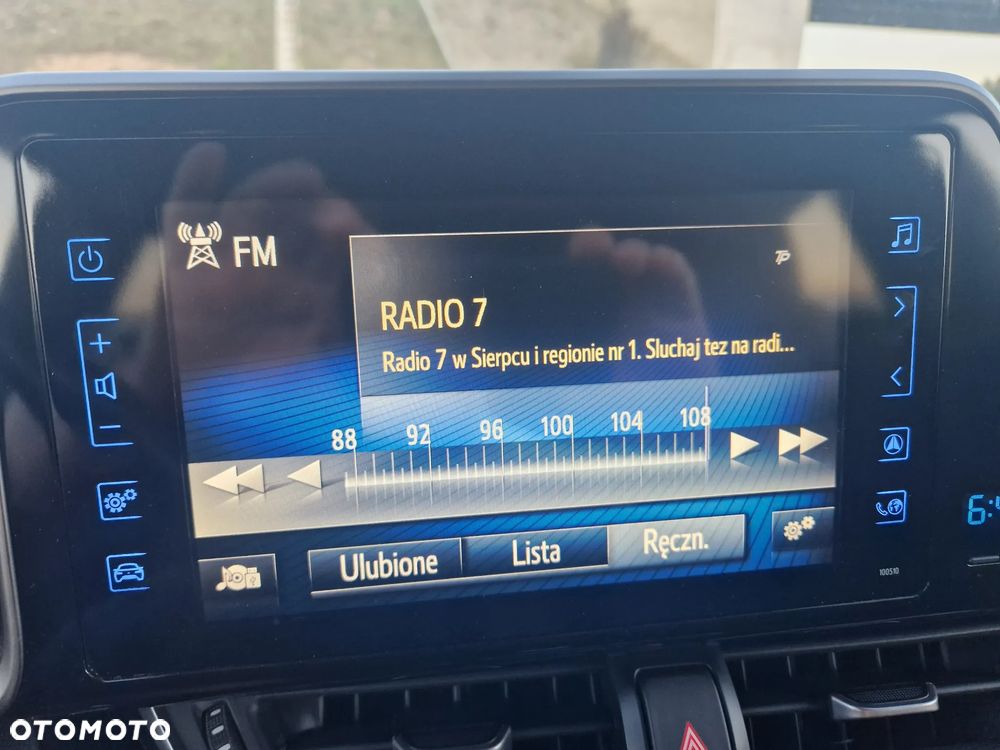 FM
TP
RADIO 7
Radio 7 w Sierpcu i regionie nr 1. Sluchaj tez na radi...
88 92 96 100 104 108
Ulubione Lista Ręczn.
100510
OTOMOTO